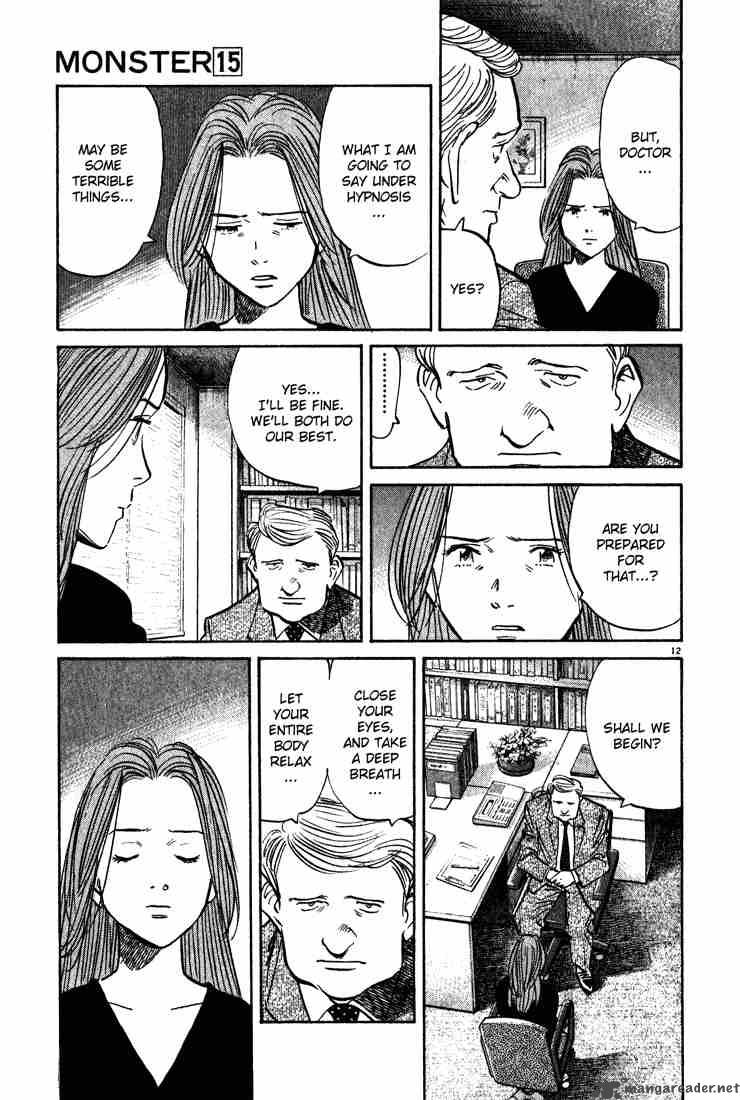 MONSTER 15
BUT,
DOCTOR
...
YES?
WHAT I AM
GOING TO
SAY UNDER
HYPNOSIS
...
MAY BE
SOME
TERRIBLE
THINGS...
.........
YES...
I'LL BE FINE.
WE'LL BOTH DO
OUR BEST.
ARE YOU
PREPARED
FOR
THAT...?
12
SHALL WE
BEGIN?
CLOSE
YOUR
EYES,
AND TAKE
A DEEP
BREATH
LET
YOUR
ENTIRE
BODY
RELAX
...
mangareader.net